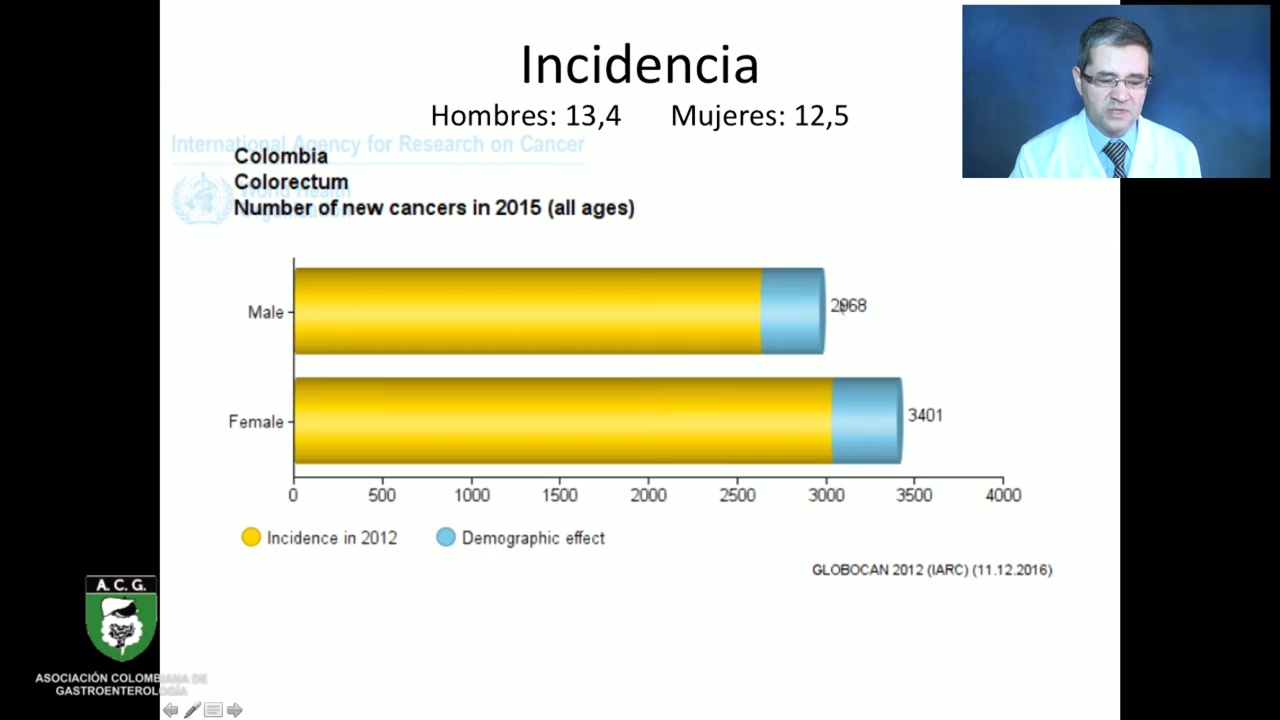 Incidencia
Hombres: 13,4 Mujeres: 12,5
International Agency for Research on Cancer
Colombia
Colorectum
World Health
Number of new cancers in 2015 (all ages)
Male
2968
Female
3401
0 500 1000 1500 2000 2500 3000 3500 4000
Incidence in 2012 Demographic effect
GLOBOCAN 2012 (IARC) (11.12.2016)
A. C. G.
ASOCIACIÓN COLOMBIANA DE
GASTROENTEROLOGÍA